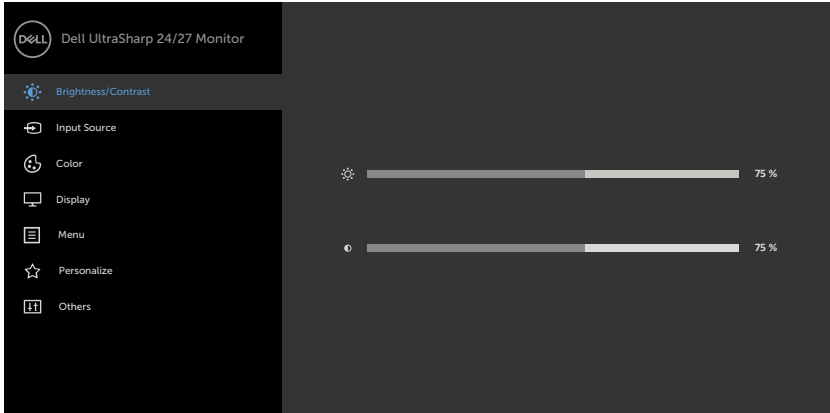 DELL
Dell UltraSharp 24/27 Monitor
Brightness/Contrast
Input Source
Color
Display
Menu
Personalize
Others
75 %
75 %